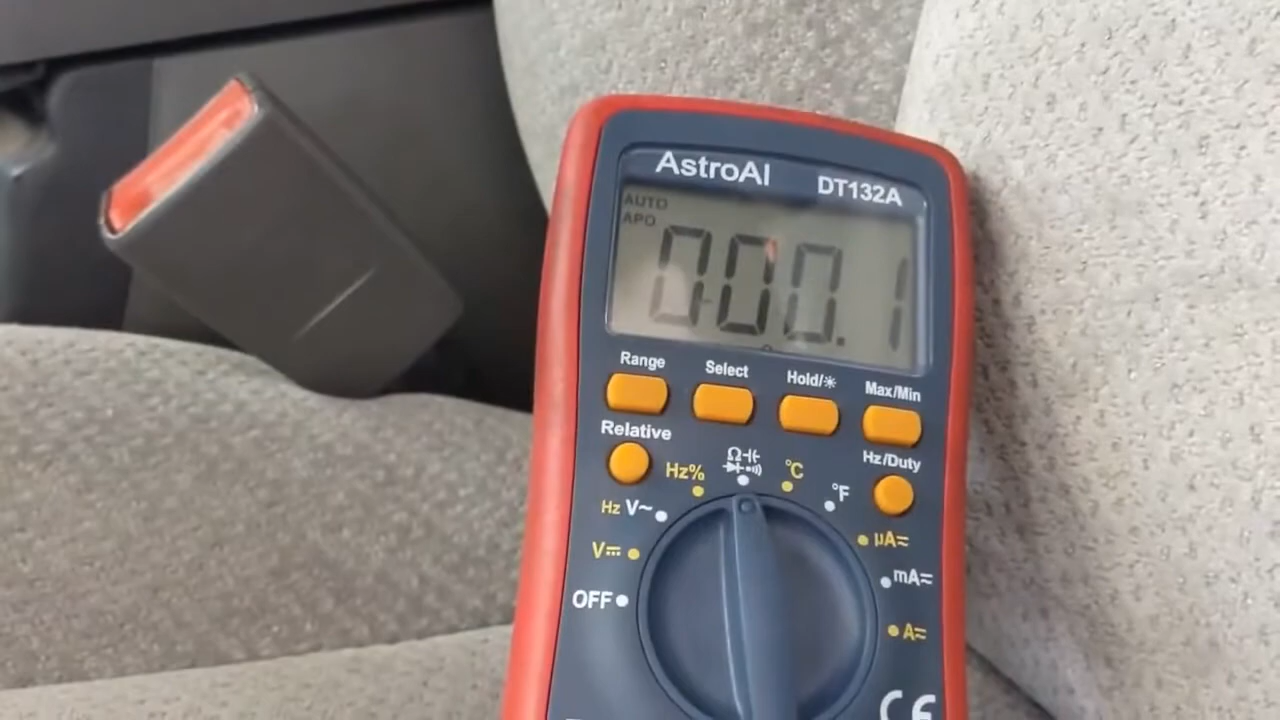 AstroAI DT132A
AUTO
APO
000.1
Range Select Hold/☀ Max/Min
Relative Hz/Duty
Hz% Ω °C
Hz V~ °F
V⎓ µA≂
OFF mA≂
A≂
CE